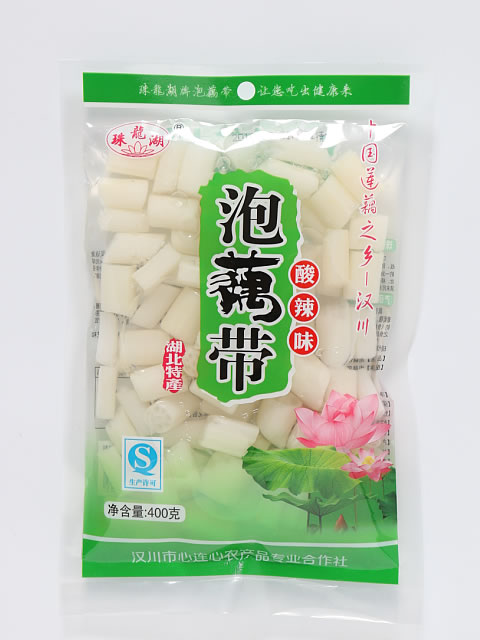 珠龍湖牌泡藕带 让您吃出健康来
珠龍湖
®
中国莲藕之乡—汉川
泡藕带
酸辣味
湖北特產
生产许可
净含量:400克
汉川市心连心农产品专业合作社